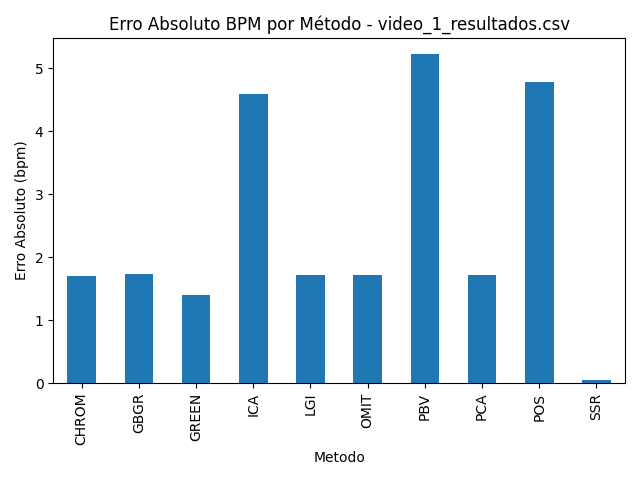 Erro Absoluto BPM por Método - video_1_resultados.csv
Erro Absoluto (bpm)
5
4
3
2
1
0
CHROM
GBGR
GREEN
ICA
LGI
OMIT
PBV
PCA
POS
SSR
Metodo